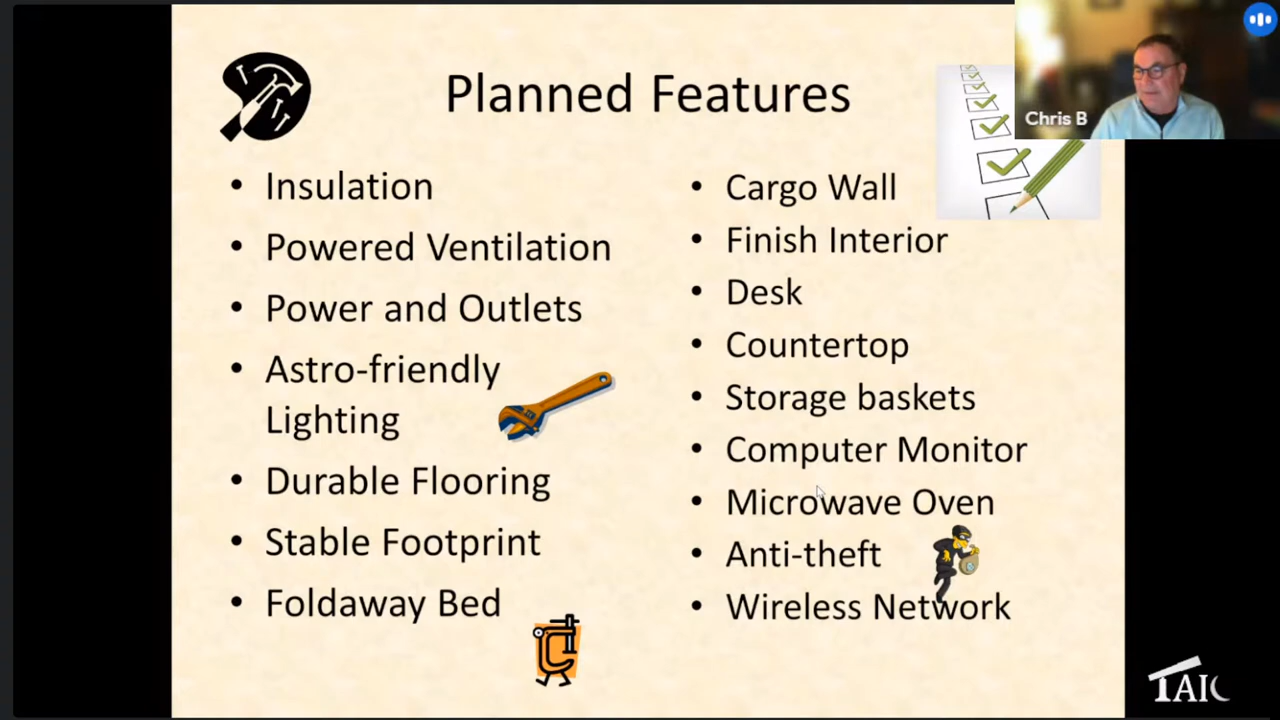 Planned Features
Chris B
• Insulation
• Powered Ventilation
• Power and Outlets
• Astro-friendly
Lighting
• Durable Flooring
• Stable Footprint
• Foldaway Bed
• Cargo Wall
• Finish Interior
• Desk
• Countertop
• Storage baskets
• Computer Monitor
• Microwave Oven
• Anti-theft
• Wireless Network
TAIC